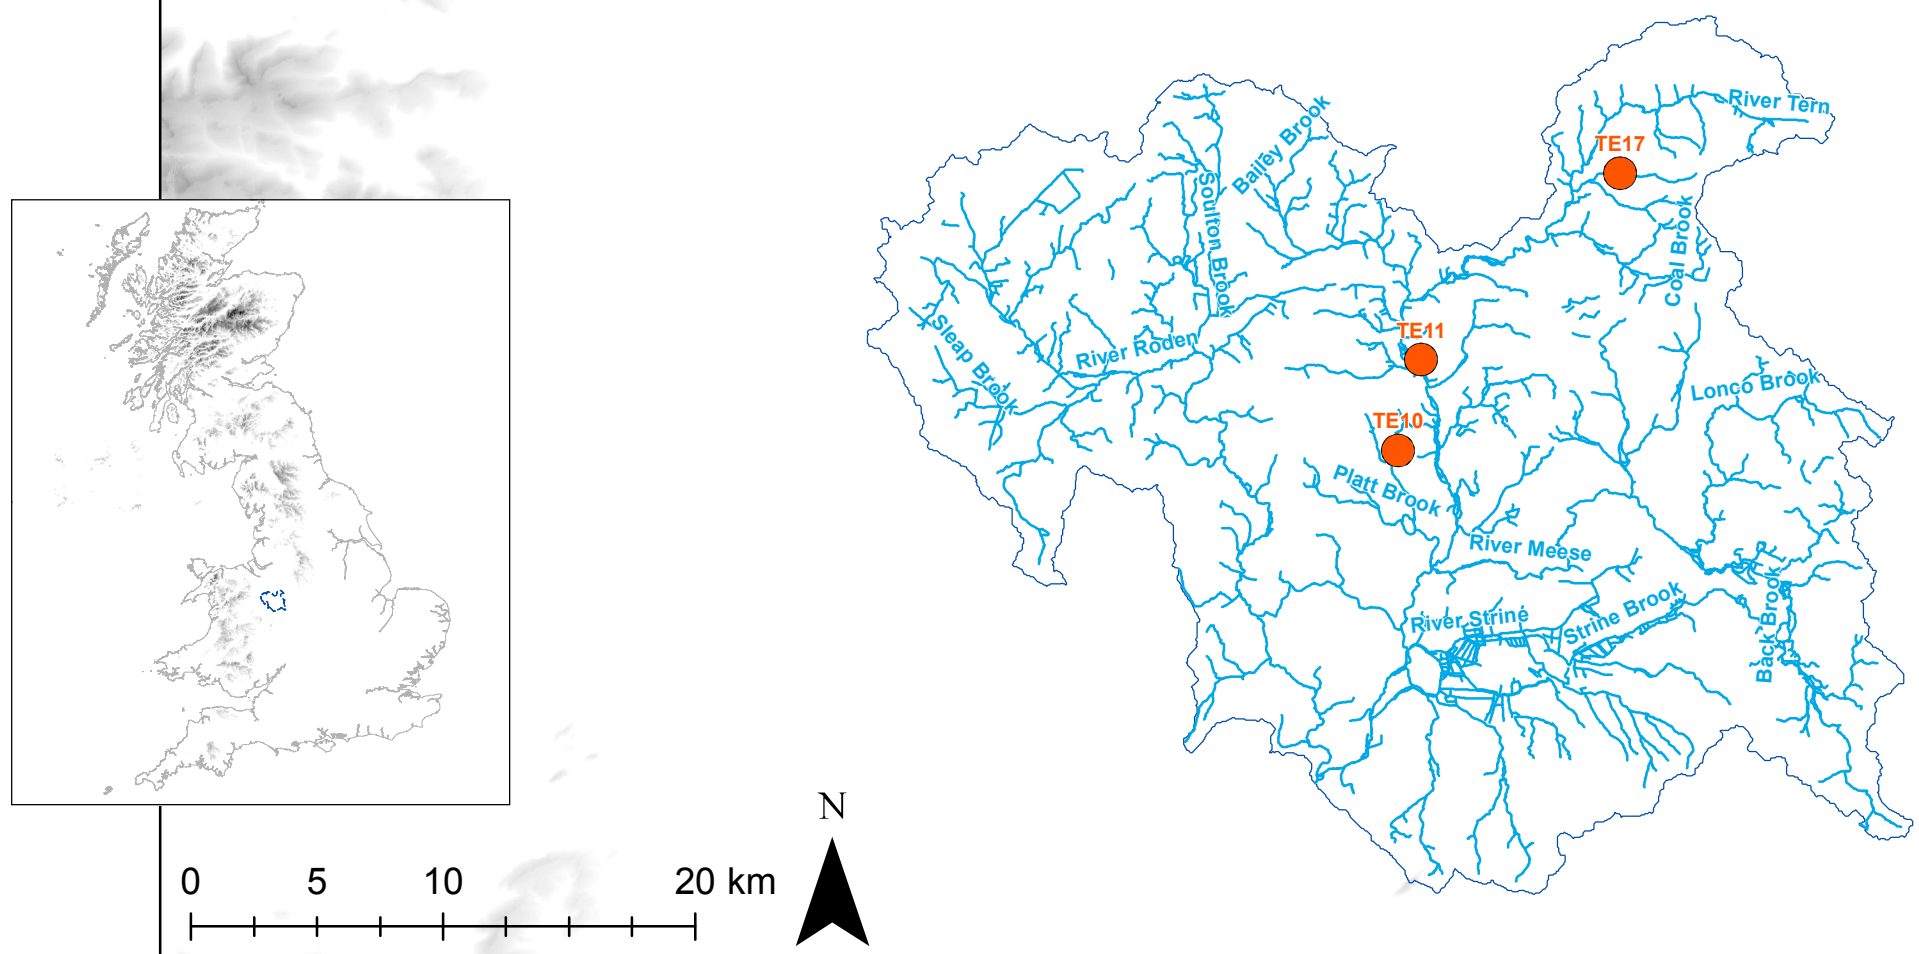 River Tern
TE17
Bailey Brook
Soulton Brook
Coal Brook
TE11
River Roden
Sleap Brook
Lonco Brook
TE10
Platt Brook
River Meese
River Strine
Strine Brook
Back Brook
N
0 5 10 20 km